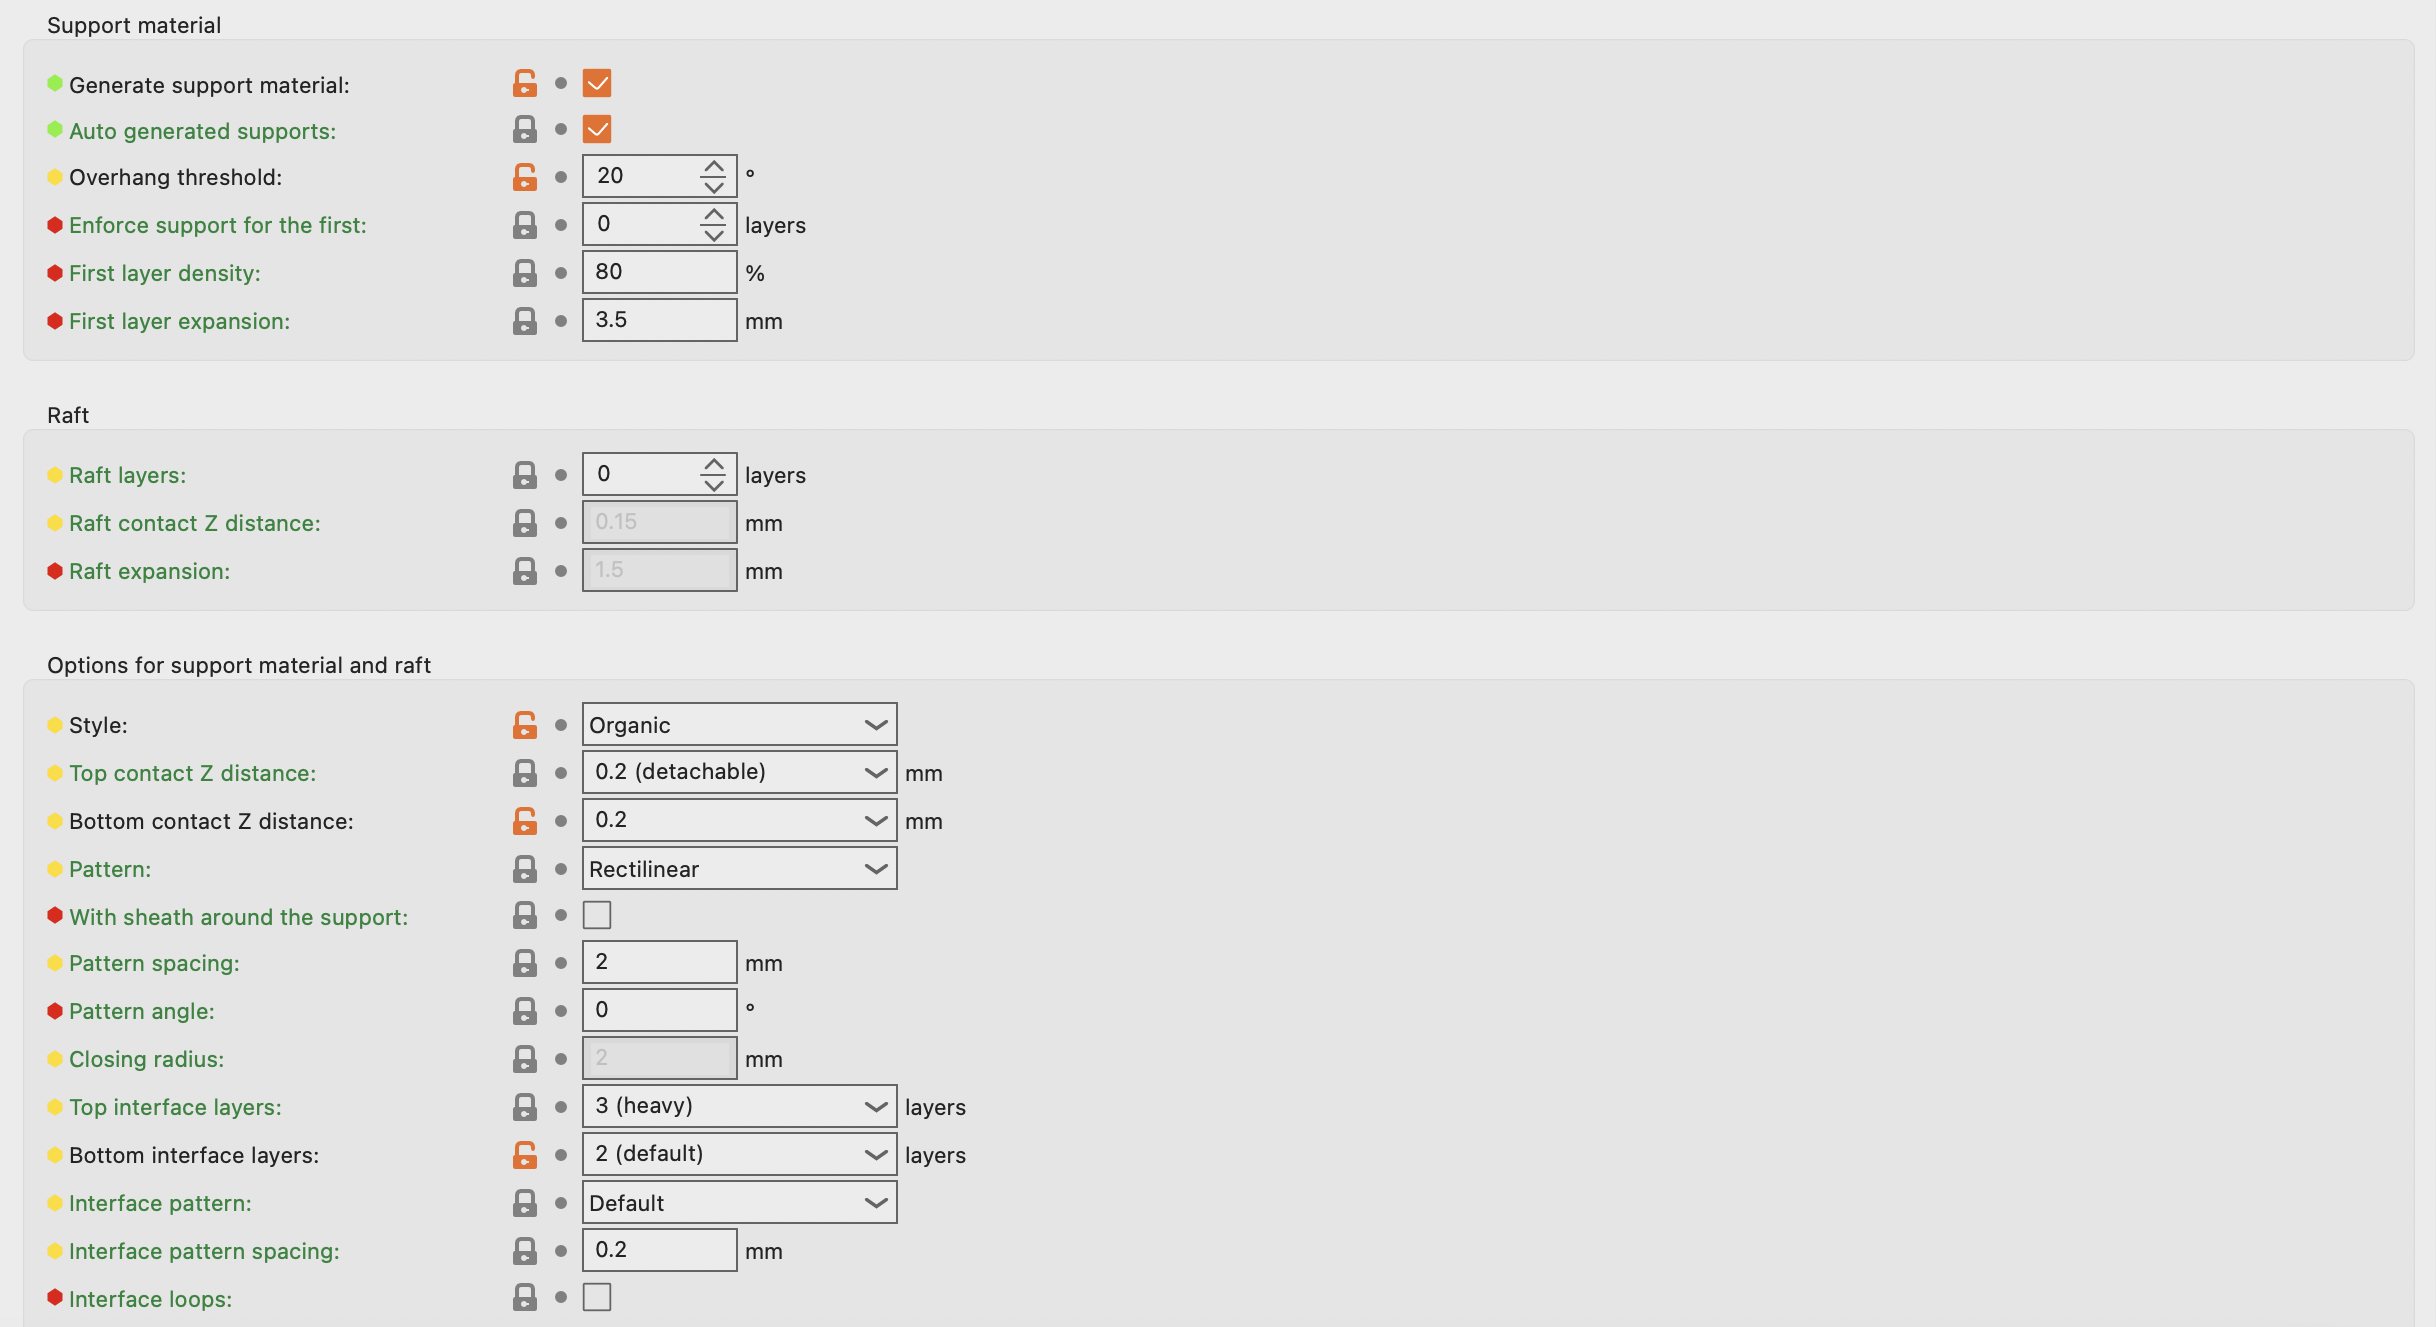 Support material
Generate support material:
Auto generated supports:
Overhang threshold: 20 °
Enforce support for the first: 0 layers
First layer density: 80 %
First layer expansion: 3.5 mm
Raft
Raft layers: 0 layers
Raft contact Z distance: 0.15 mm
Raft expansion: 1.5 mm
Options for support material and raft
Style: Organic
Top contact Z distance: 0.2 (detachable) mm
Bottom contact Z distance: 0.2 mm
Pattern: Rectilinear
With sheath around the support:
Pattern spacing: 2 mm
Pattern angle: 0 °
Closing radius: 2 mm
Top interface layers: 3 (heavy) layers
Bottom interface layers: 2 (default) layers
Interface pattern: Default
Interface pattern spacing: 0.2 mm
Interface loops: